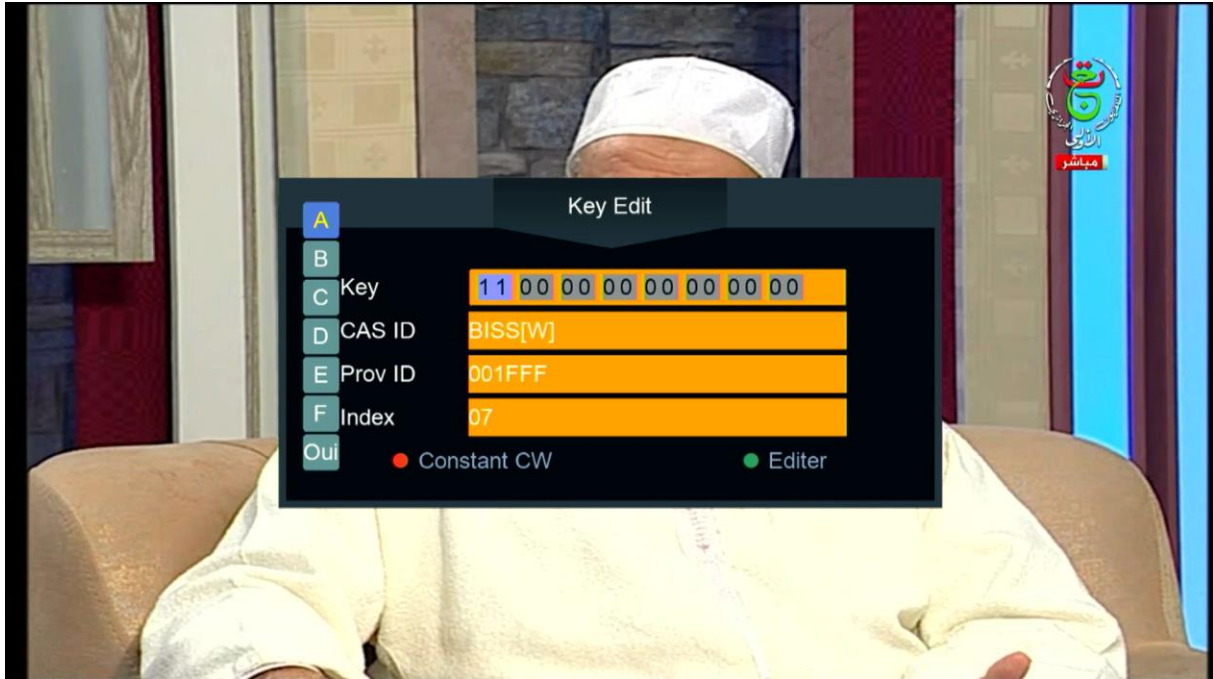 Key Edit
A
B
C
D
E
F
Oui
Key 11 00 00 00 00 00 00 00
CAS ID BISS[W]
Prov ID 001FFF
Index 07
Constant CW
Editer
الأولى
مباشر